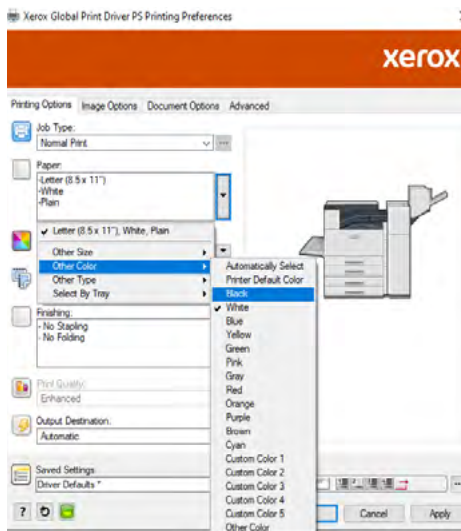 Xerox Global Print Driver PS Printing Preferences
xerox
Printing Options Image Options Document Options Advanced
Job Type:
Normal Print
Paper:
-Letter (8.5 x 11")
-White
-Plain
✓ Letter (8.5 x 11"), White, Plain
Other Size
Other Color
Other Type
Select By Tray
Automatically Select
Printer Default Color
Black
✓ White
Blue
Yellow
Green
Pink
Gray
Red
Orange
Purple
Brown
Cyan
Custom Color 1
Custom Color 2
Custom Color 3
Custom Color 4
Custom Color 5
Other Color
Finishing:
- No Stapling
- No Folding
Print Quality:
Enhanced
Output Destination:
Automatic
Saved Settings
Driver Defaults *
?
Cancel Apply